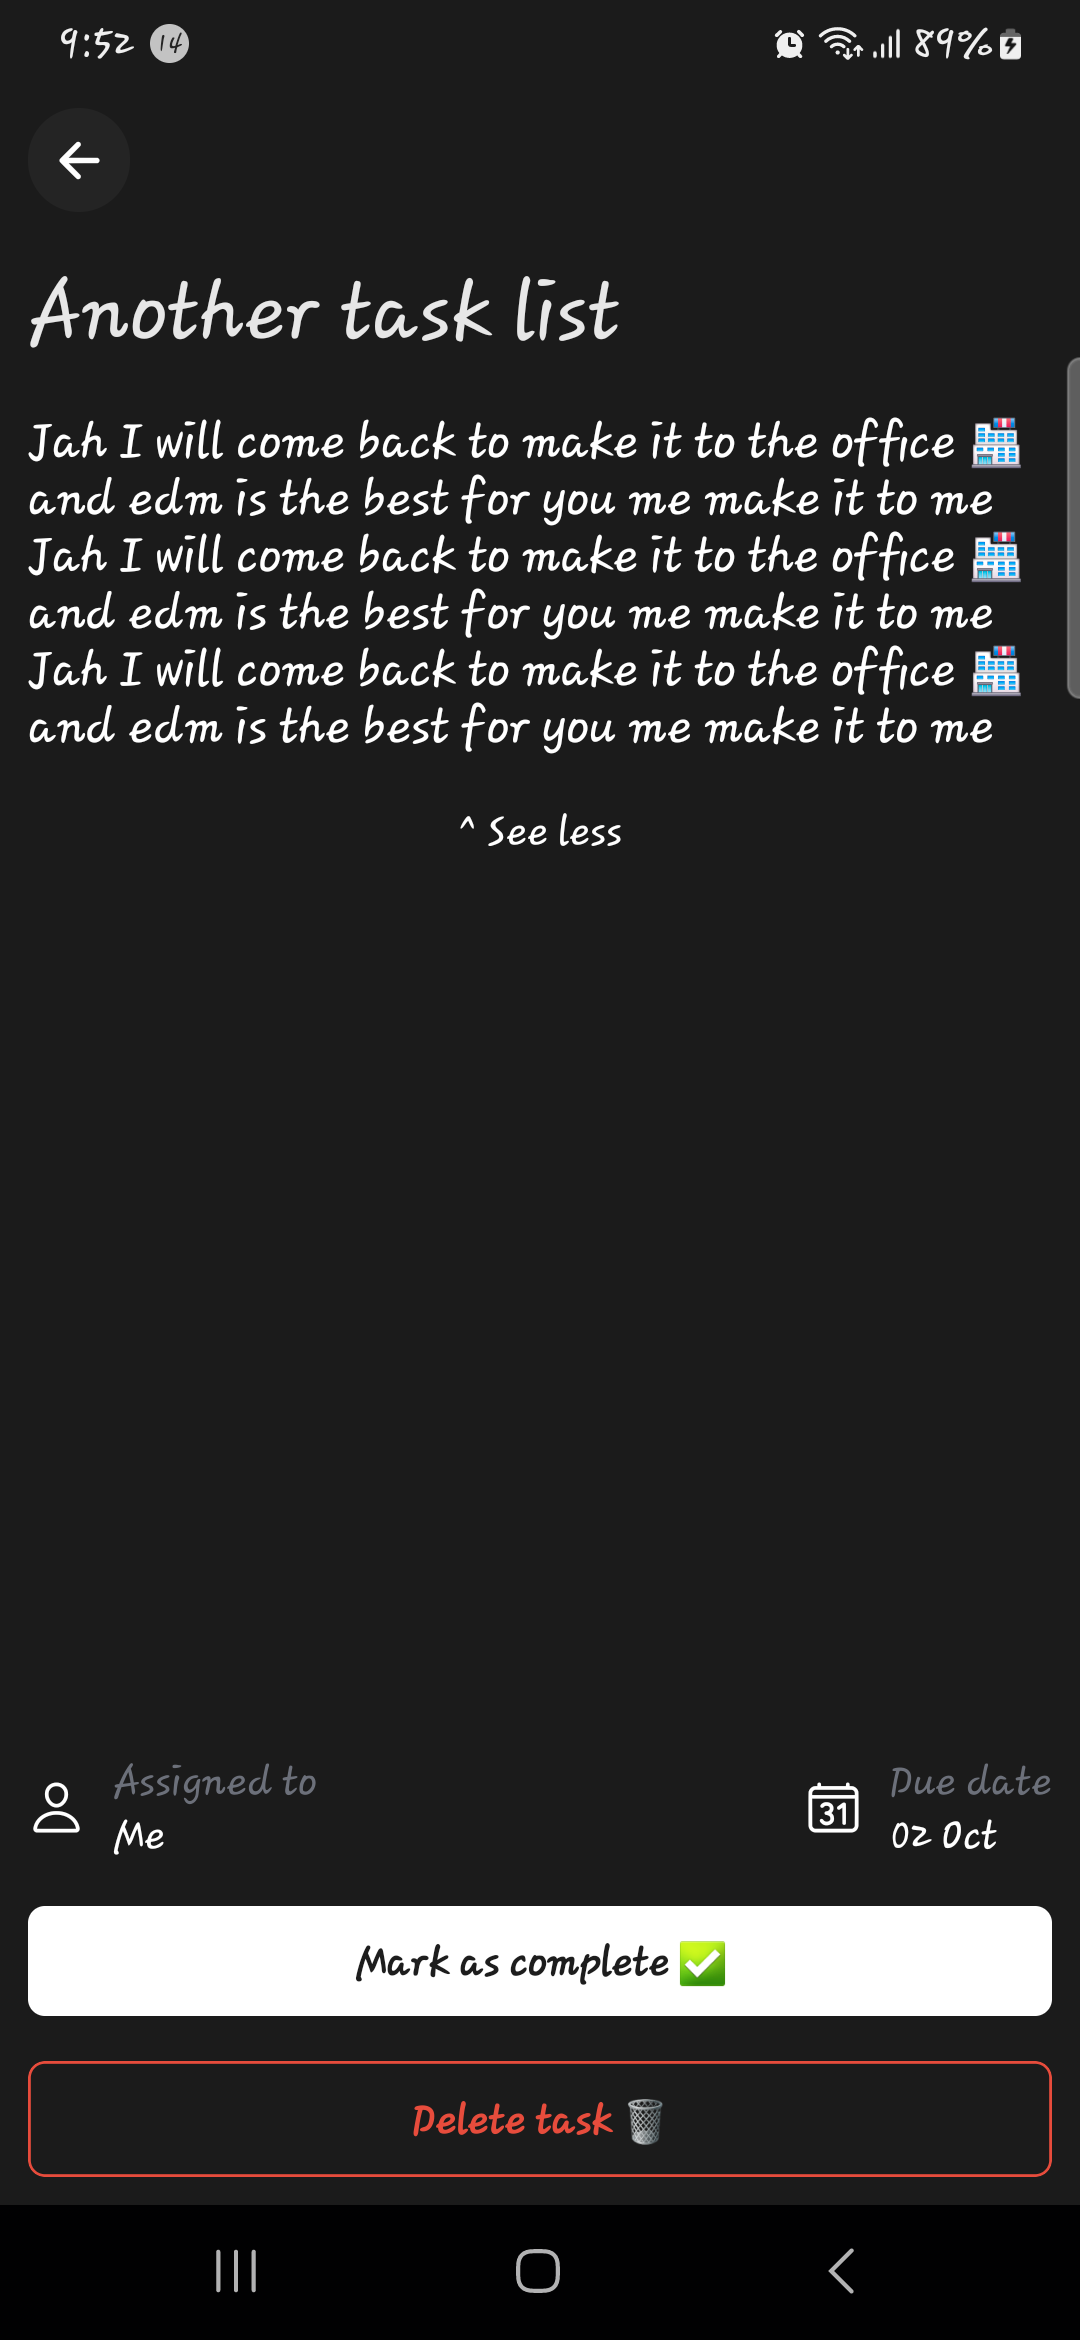 9:52 14 89%
Another task list
Jah I will come back to make it to the office 🏥
and edm is the best for you me make it to me
Jah I will come back to make it to the office 🏥
and edm is the best for you me make it to me
Jah I will come back to make it to the office 🏥
and edm is the best for you me make it to me
^ See less
Assigned to
Me
31
Due date
02 Oct
Mark as complete ✅
Delete task 🗑️